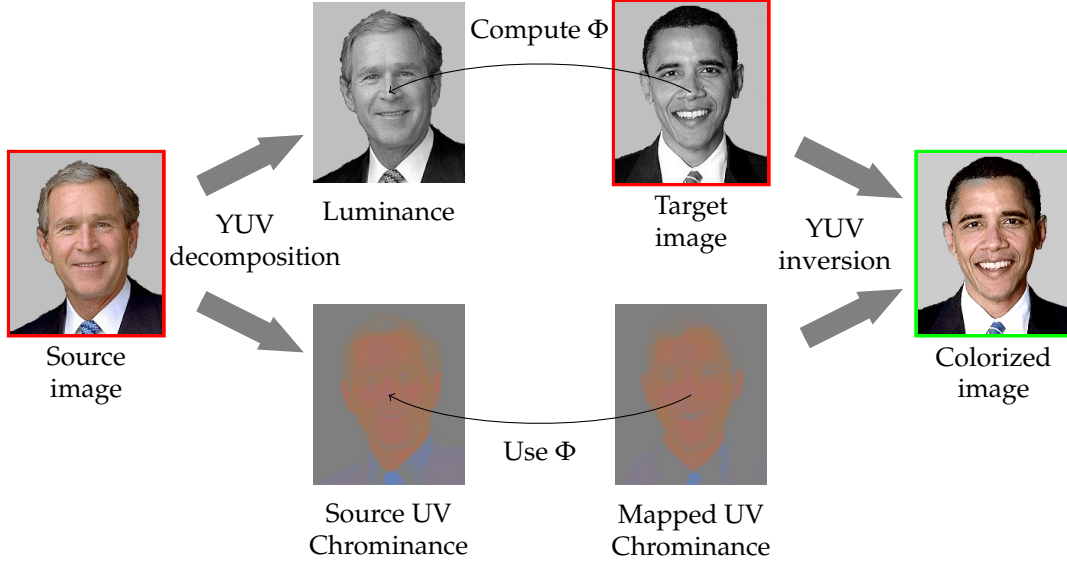 Compute Φ
Luminance
Target
image
YUV
decomposition
YUV
inversion
Source
image
Colorized
image
Use Φ
Source UV
Chrominance
Mapped UV
Chrominance